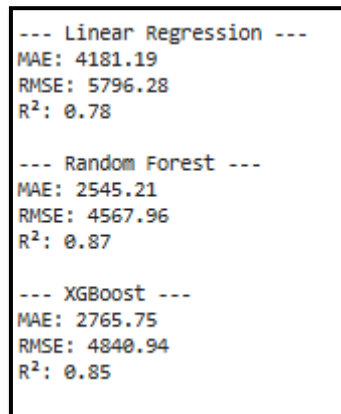 --- Linear Regression ---
MAE: 4181.19
RMSE: 5796.28
R²: 0.78

--- Random Forest ---
MAE: 2545.21
RMSE: 4567.96
R²: 0.87

--- XGBoost ---
MAE: 2765.75
RMSE: 4840.94
R²: 0.85